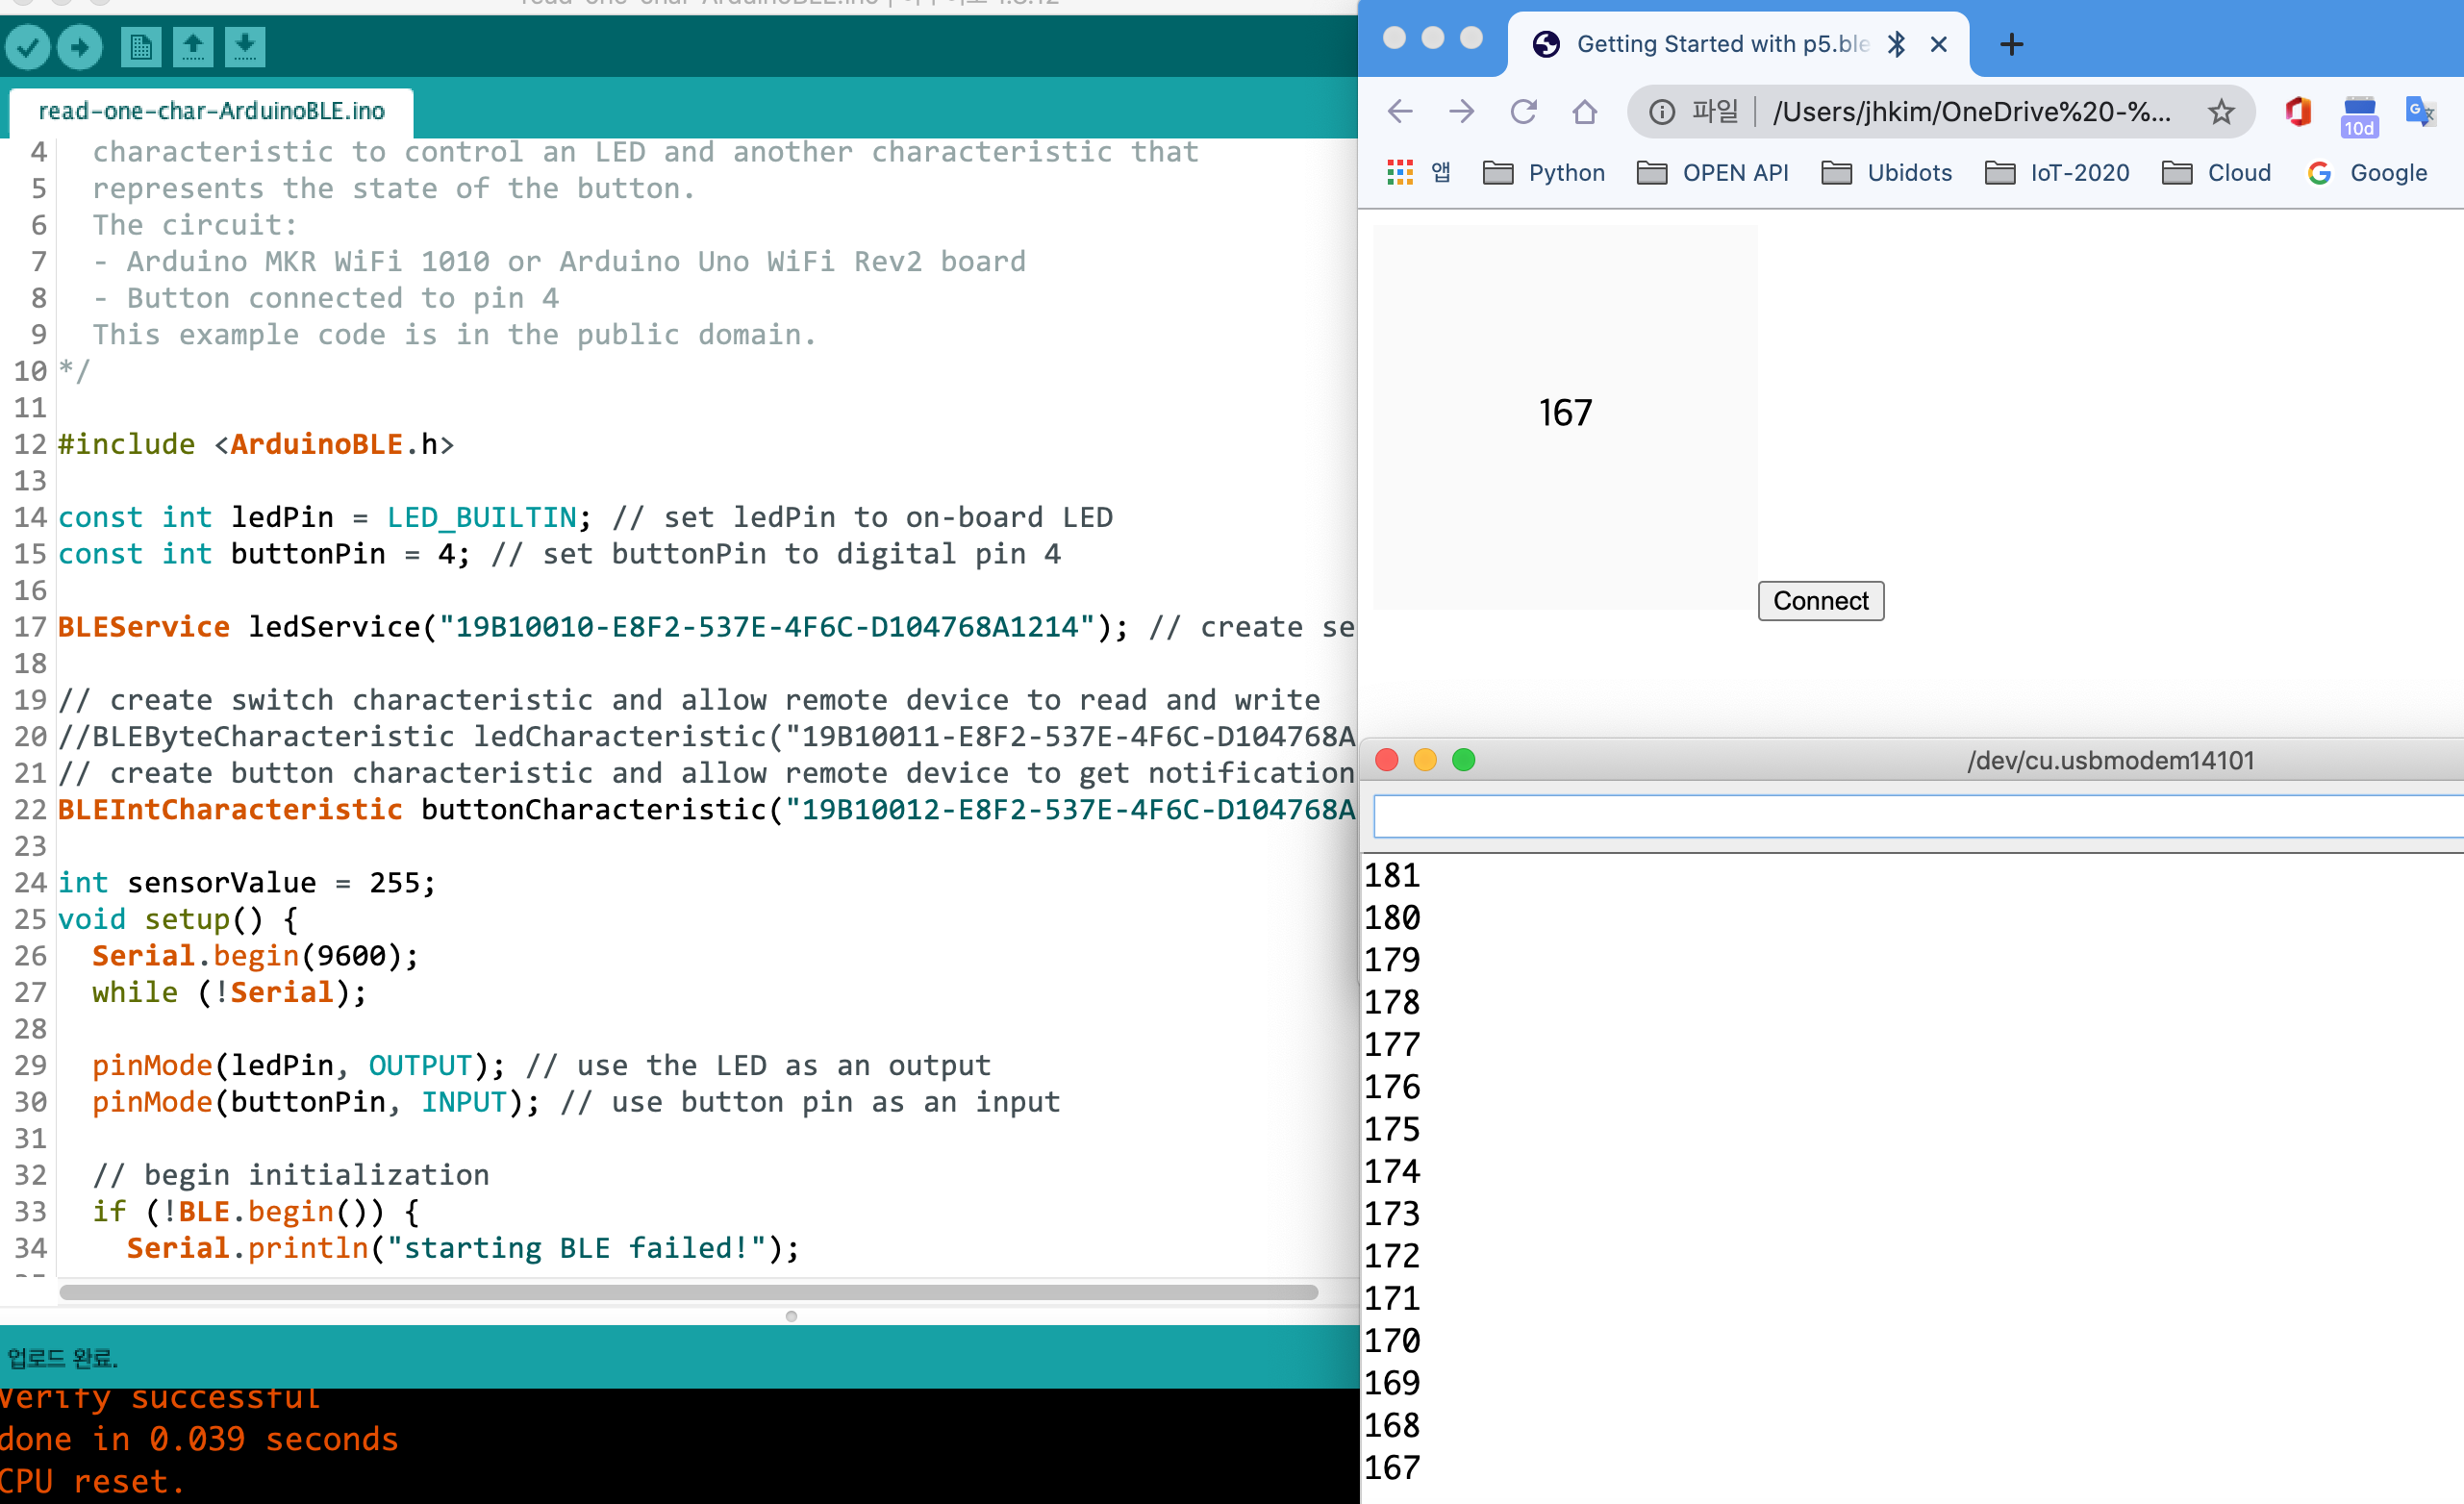 read-one-char-ArduinoBLE.ino
4 characteristic to control an LED and another characteristic that
5 represents the state of the button.
6 The circuit:
7 - Arduino MKR WiFi 1010 or Arduino Uno WiFi Rev2 board
8 - Button connected to pin 4
9 This example code is in the public domain.
10 */
11
12 #include <ArduinoBLE.h>
13
14 const int ledPin = LED_BUILTIN; // set ledPin to on-board LED
15 const int buttonPin = 4; // set buttonPin to digital pin 4
16
17 BLEService ledService("19B10010-E8F2-537E-4F6C-D104768A1214"); // create se
18
19 // create switch characteristic and allow remote device to read and write
20 //BLEByteCharacteristic ledCharacteristic("19B10011-E8F2-537E-4F6C-D104768A
21 // create button characteristic and allow remote device to get notification
22 BLEIntCharacteristic buttonCharacteristic("19B10012-E8F2-537E-4F6C-D104768A
23
24 int sensorValue = 255;
25 void setup() {
26 Serial.begin(9600);
27 while (!Serial);
28
29 pinMode(ledPin, OUTPUT); // use the LED as an output
30 pinMode(buttonPin, INPUT); // use button pin as an input
31
32 // begin initialization
33 if (!BLE.begin()) {
34 Serial.println("starting BLE failed!");
업로드 완료.
Verify successful
done in 0.039 seconds
CPU reset.
Getting Started with p5.ble
파일 /Users/jhkim/OneDrive%20-%...
10d
앱 Python OPEN API Ubidots IoT-2020 Cloud Google
167
Connect
/dev/cu.usbmodem14101
181
180
179
178
177
176
175
174
173
172
171
170
169
168
167